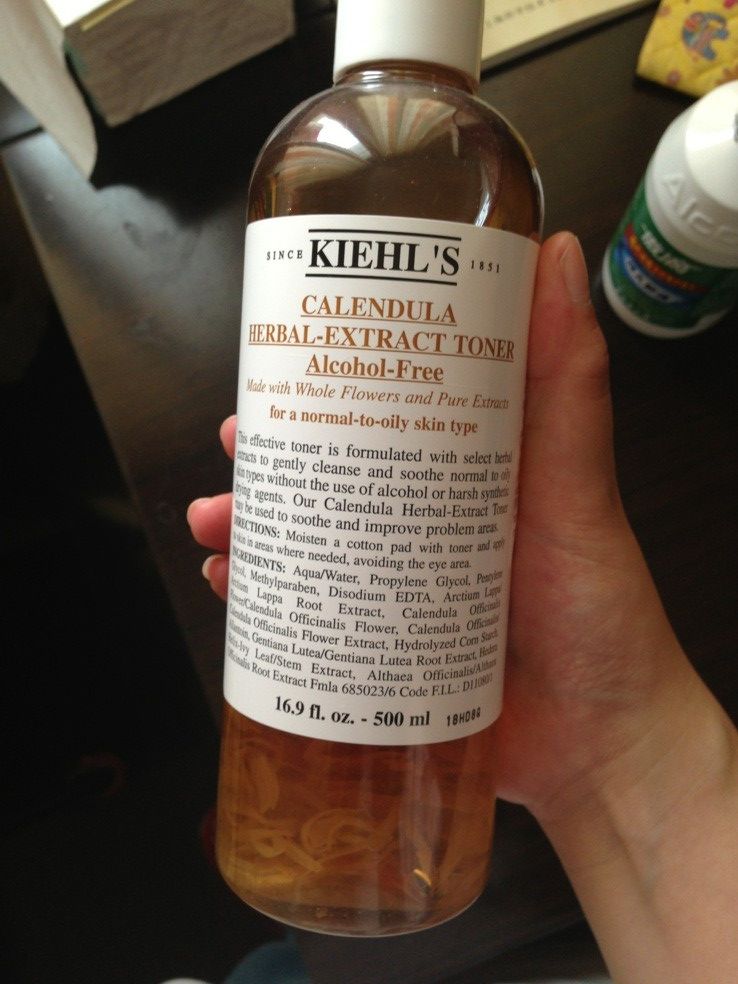 SINCE KIEHL'S 1851
CALENDULA
HERBAL-EXTRACT TONER
Alcohol-Free
Made with Whole Flowers and Pure Extracts
for a normal-to-oily skin type
This effective toner is formulated with select herbal
extracts to gently cleanse and soothe normal to oily
skin types without the use of alcohol or harsh synthetic
drying agents. Our Calendula Herbal-Extract Toner
may be used to soothe and improve problem areas.
DIRECTIONS: Moisten a cotton pad with toner and apply
to skin in areas where needed, avoiding the eye area.
INGREDIENTS: Aqua/Water, Propylene Glycol, Pentylene
Glycol, Methylparaben, Disodium EDTA, Arctium Lappa/
Arctium Lappa Root Extract, Calendula Officinalis
Flower/Calendula Officinalis Flower, Calendula Officinalis/
Calendula Officinalis Flower Extract, Hydrolyzed Corn Starch,
Allantoin, Gentiana Lutea/Gentiana Lutea Root Extract, Hedera
Helix/Ivy Leaf/Stem Extract, Althaea Officinalis/Althaea
Officinalis Root Extract Fmla 685023/6 Code F.I.L.:
16.9 fl. oz. - 500 ml